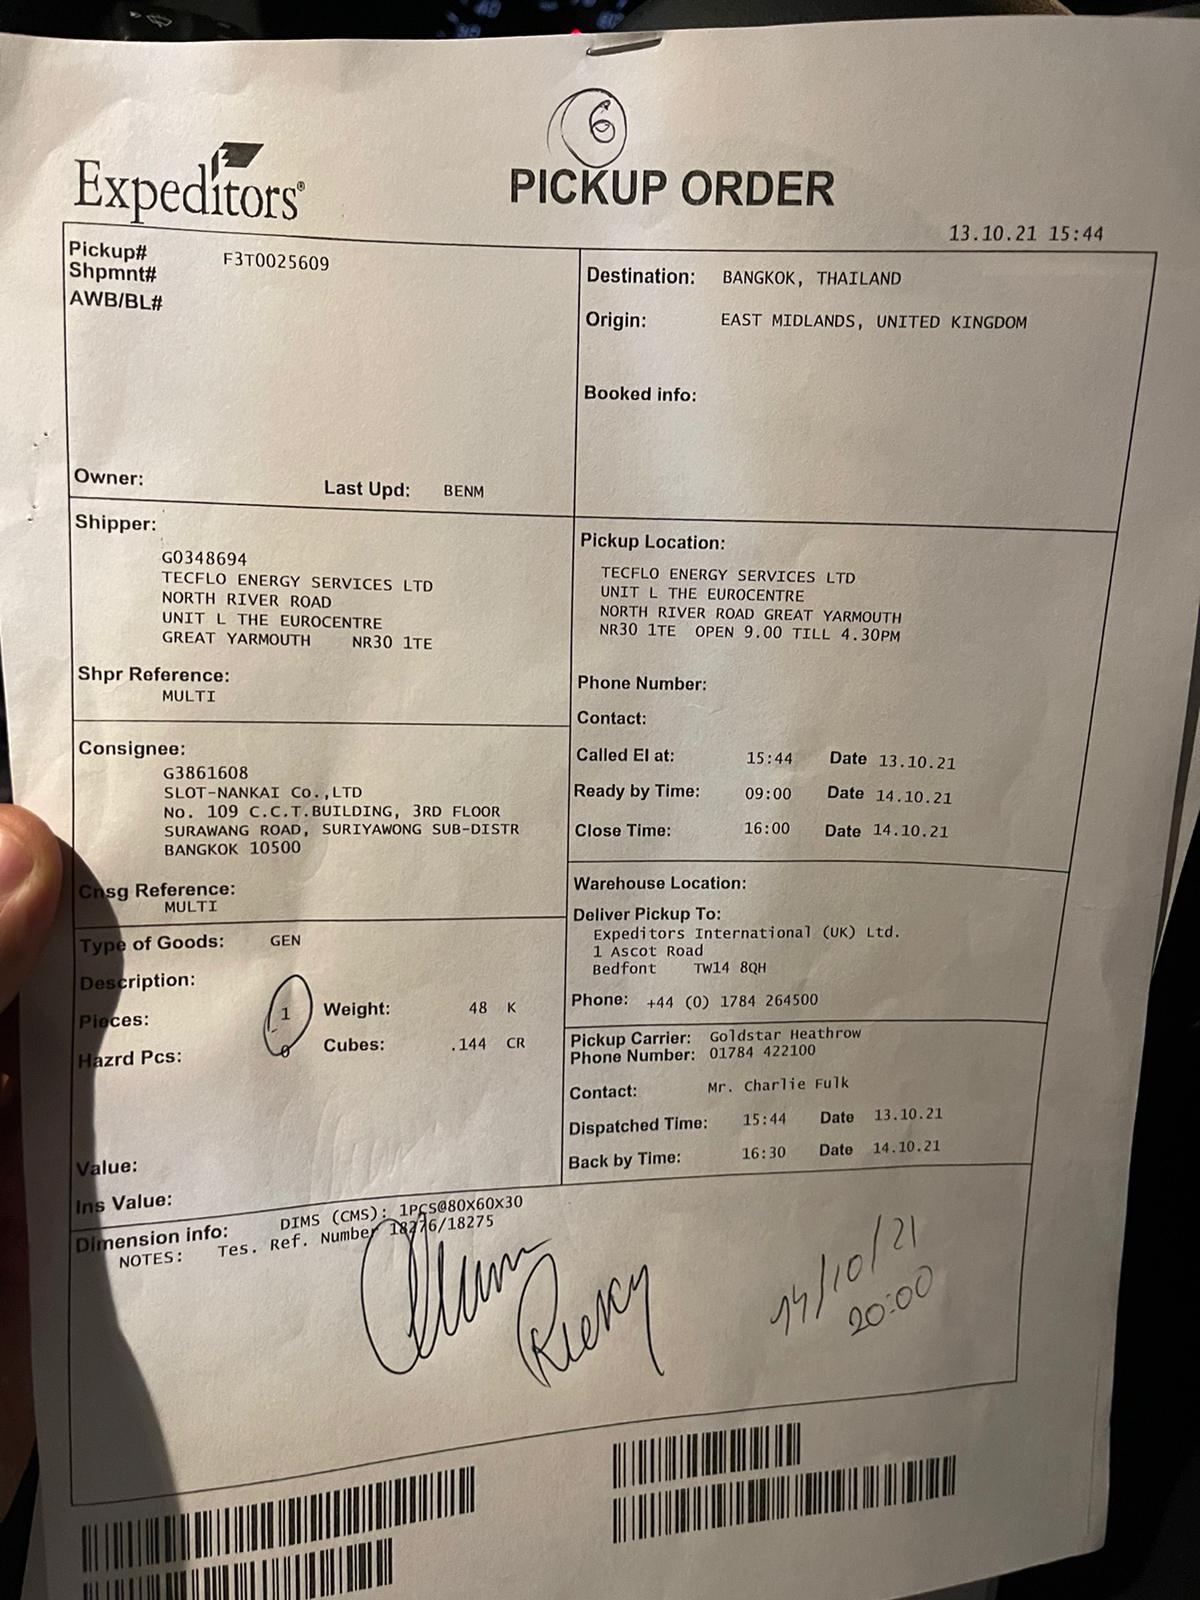 6
Expeditors®
PICKUP ORDER
13.10.21 15:44
Pickup# F3T0025609
Shpmnt#
AWB/BL#
Owner: Last Upd: BENM
Destination: BANGKOK, THAILAND
Origin: EAST MIDLANDS, UNITED KINGDOM
Booked info:
Shipper:
G0348694
TECFLO ENERGY SERVICES LTD
NORTH RIVER ROAD
UNIT L THE EUROCENTRE
GREAT YARMOUTH NR30 1TE
Shpr Reference:
MULTI
Pickup Location:
TECFLO ENERGY SERVICES LTD
UNIT L THE EUROCENTRE
NORTH RIVER ROAD GREAT YARMOUTH
NR30 1TE OPEN 9.00 TILL 4.30PM
Phone Number:
Contact:
Called EI at: 15:44 Date 13.10.21
Ready by Time: 09:00 Date 14.10.21
Close Time: 16:00 Date 14.10.21
Consignee:
G3861608
SLOT-NANKAI Co.,LTD
No. 109 C.C.T.BUILDING, 3RD FLOOR
SURAWANG ROAD, SURIYAWONG SUB-DISTR
BANGKOK 10500
Cnsg Reference:
MULTI
Warehouse Location:
Deliver Pickup To:
Expeditors International (UK) Ltd.
1 Ascot Road
Bedfont TW14 8QH
Phone: +44 (0) 1784 264500
Type of Goods: GEN
Description:
Pieces: 1 Weight: 48 K
Hazrd Pcs: 0 Cubes: .144 CR
Value:
Ins Value:
Pickup Carrier: Goldstar Heathrow
Phone Number: 01784 422100
Contact: Mr. Charlie Fulk
Dispatched Time: 15:44 Date 13.10.21
Back by Time: 16:30 Date 14.10.21
Dimension info: DIMS (CMS): 1PCS@80X60X30
NOTES: Tes. Ref. Number 18276/18275
14/10/21
20:00